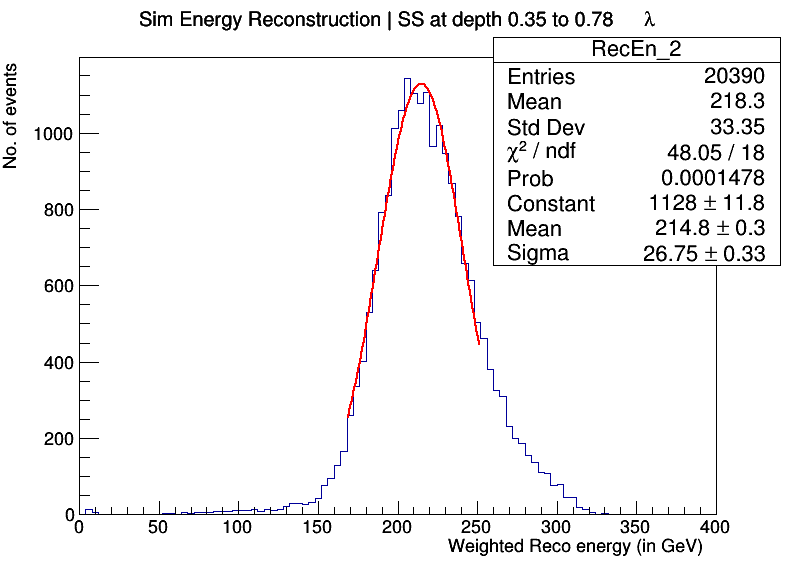 Sim Energy Reconstruction | SS at depth 0.35 to 0.78 λ
RecEn_2
Entries 20390
Mean 218.3
Std Dev 33.35
χ² / ndf 48.05 / 18
Prob 0.0001478
Constant 1128 ± 11.8
Mean 214.8 ± 0.3
Sigma 26.75 ± 0.33
No. of events
1000
800
600
400
200
0
0 50 100 150 200 250 300 350 400
Weighted Reco energy (in GeV)